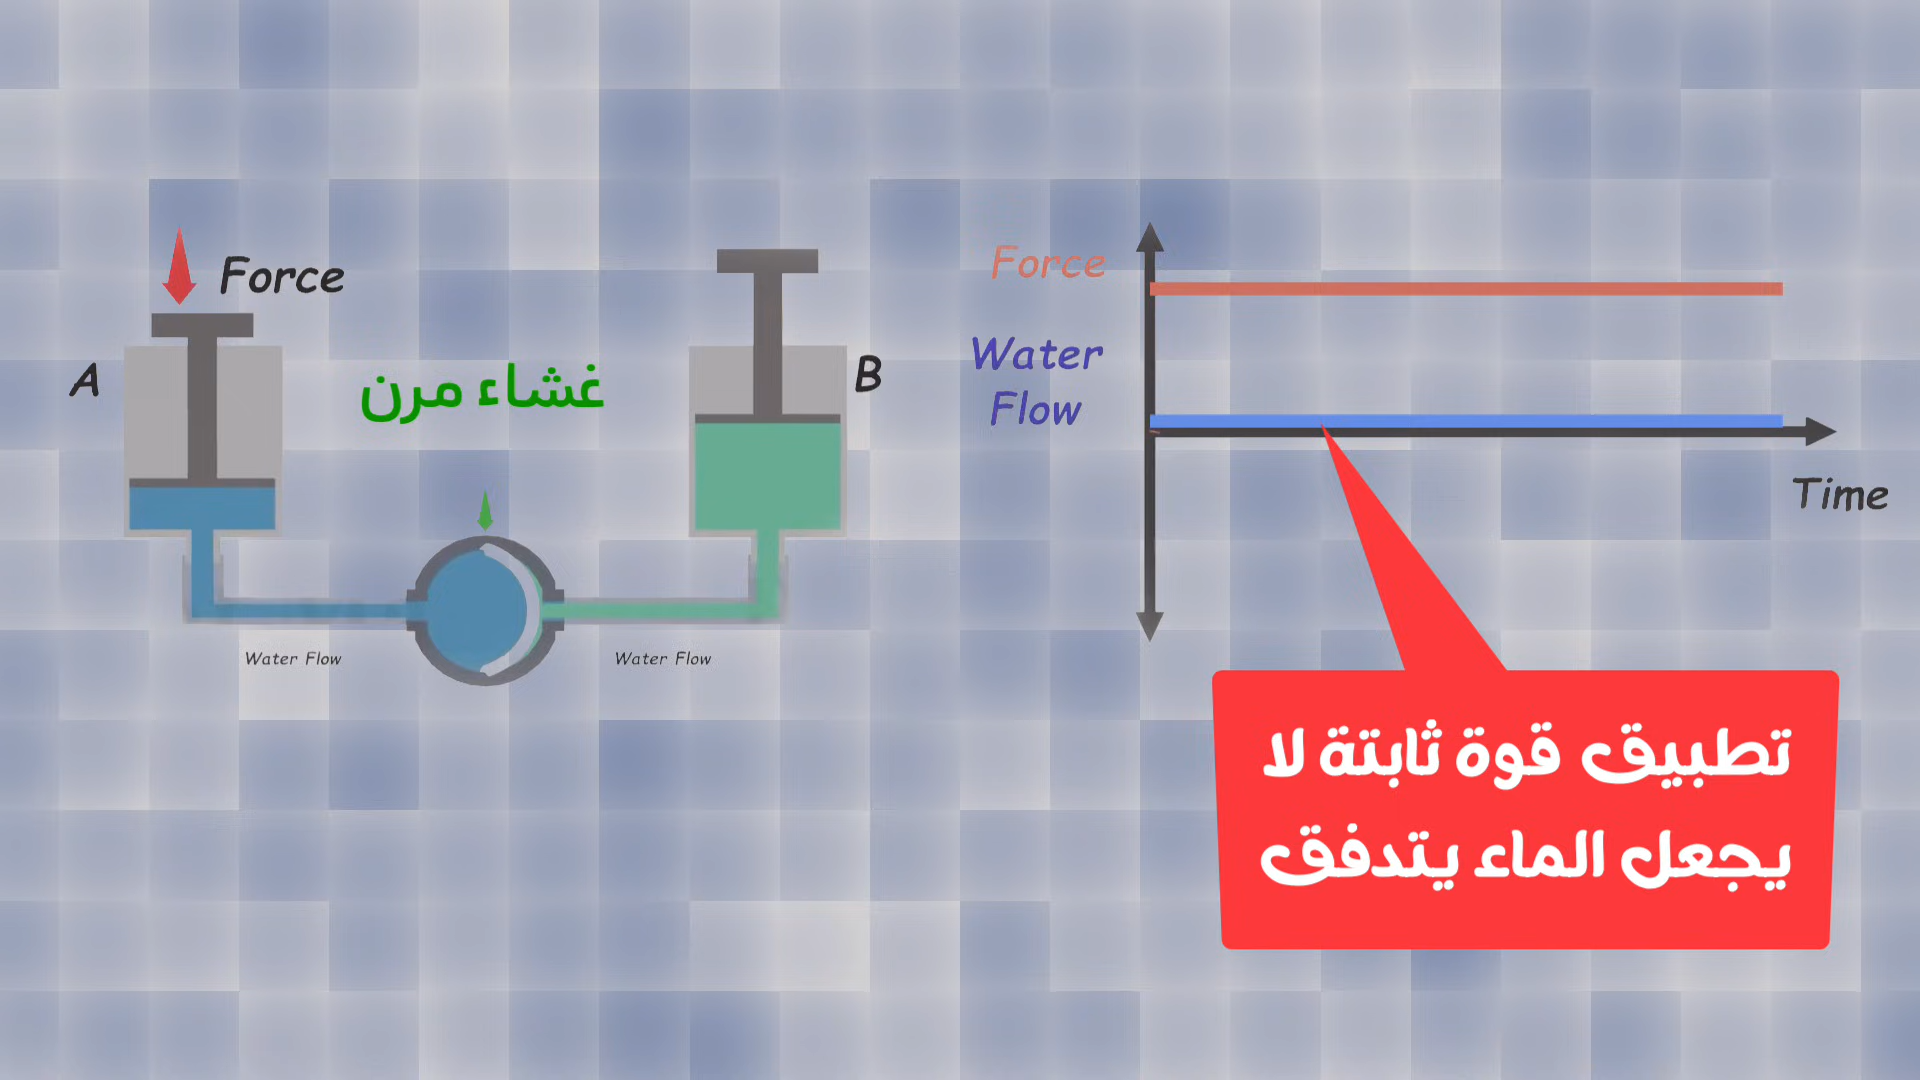 Force
A
غشاء مرن
B
Water Flow
Water Flow
Force
Water
Flow
Time
تطبيق قوة ثابتة لا
يجعل الماء يتدفق